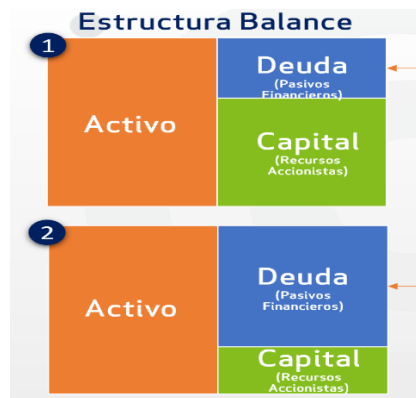 Estructura Balance
1
Activo
Deuda
(Pasivos
Financieros)
Capital
(Recursos
Accionistas)
2
Activo
Deuda
(Pasivos
Financieros)
Capital
(Recursos
Accionistas)